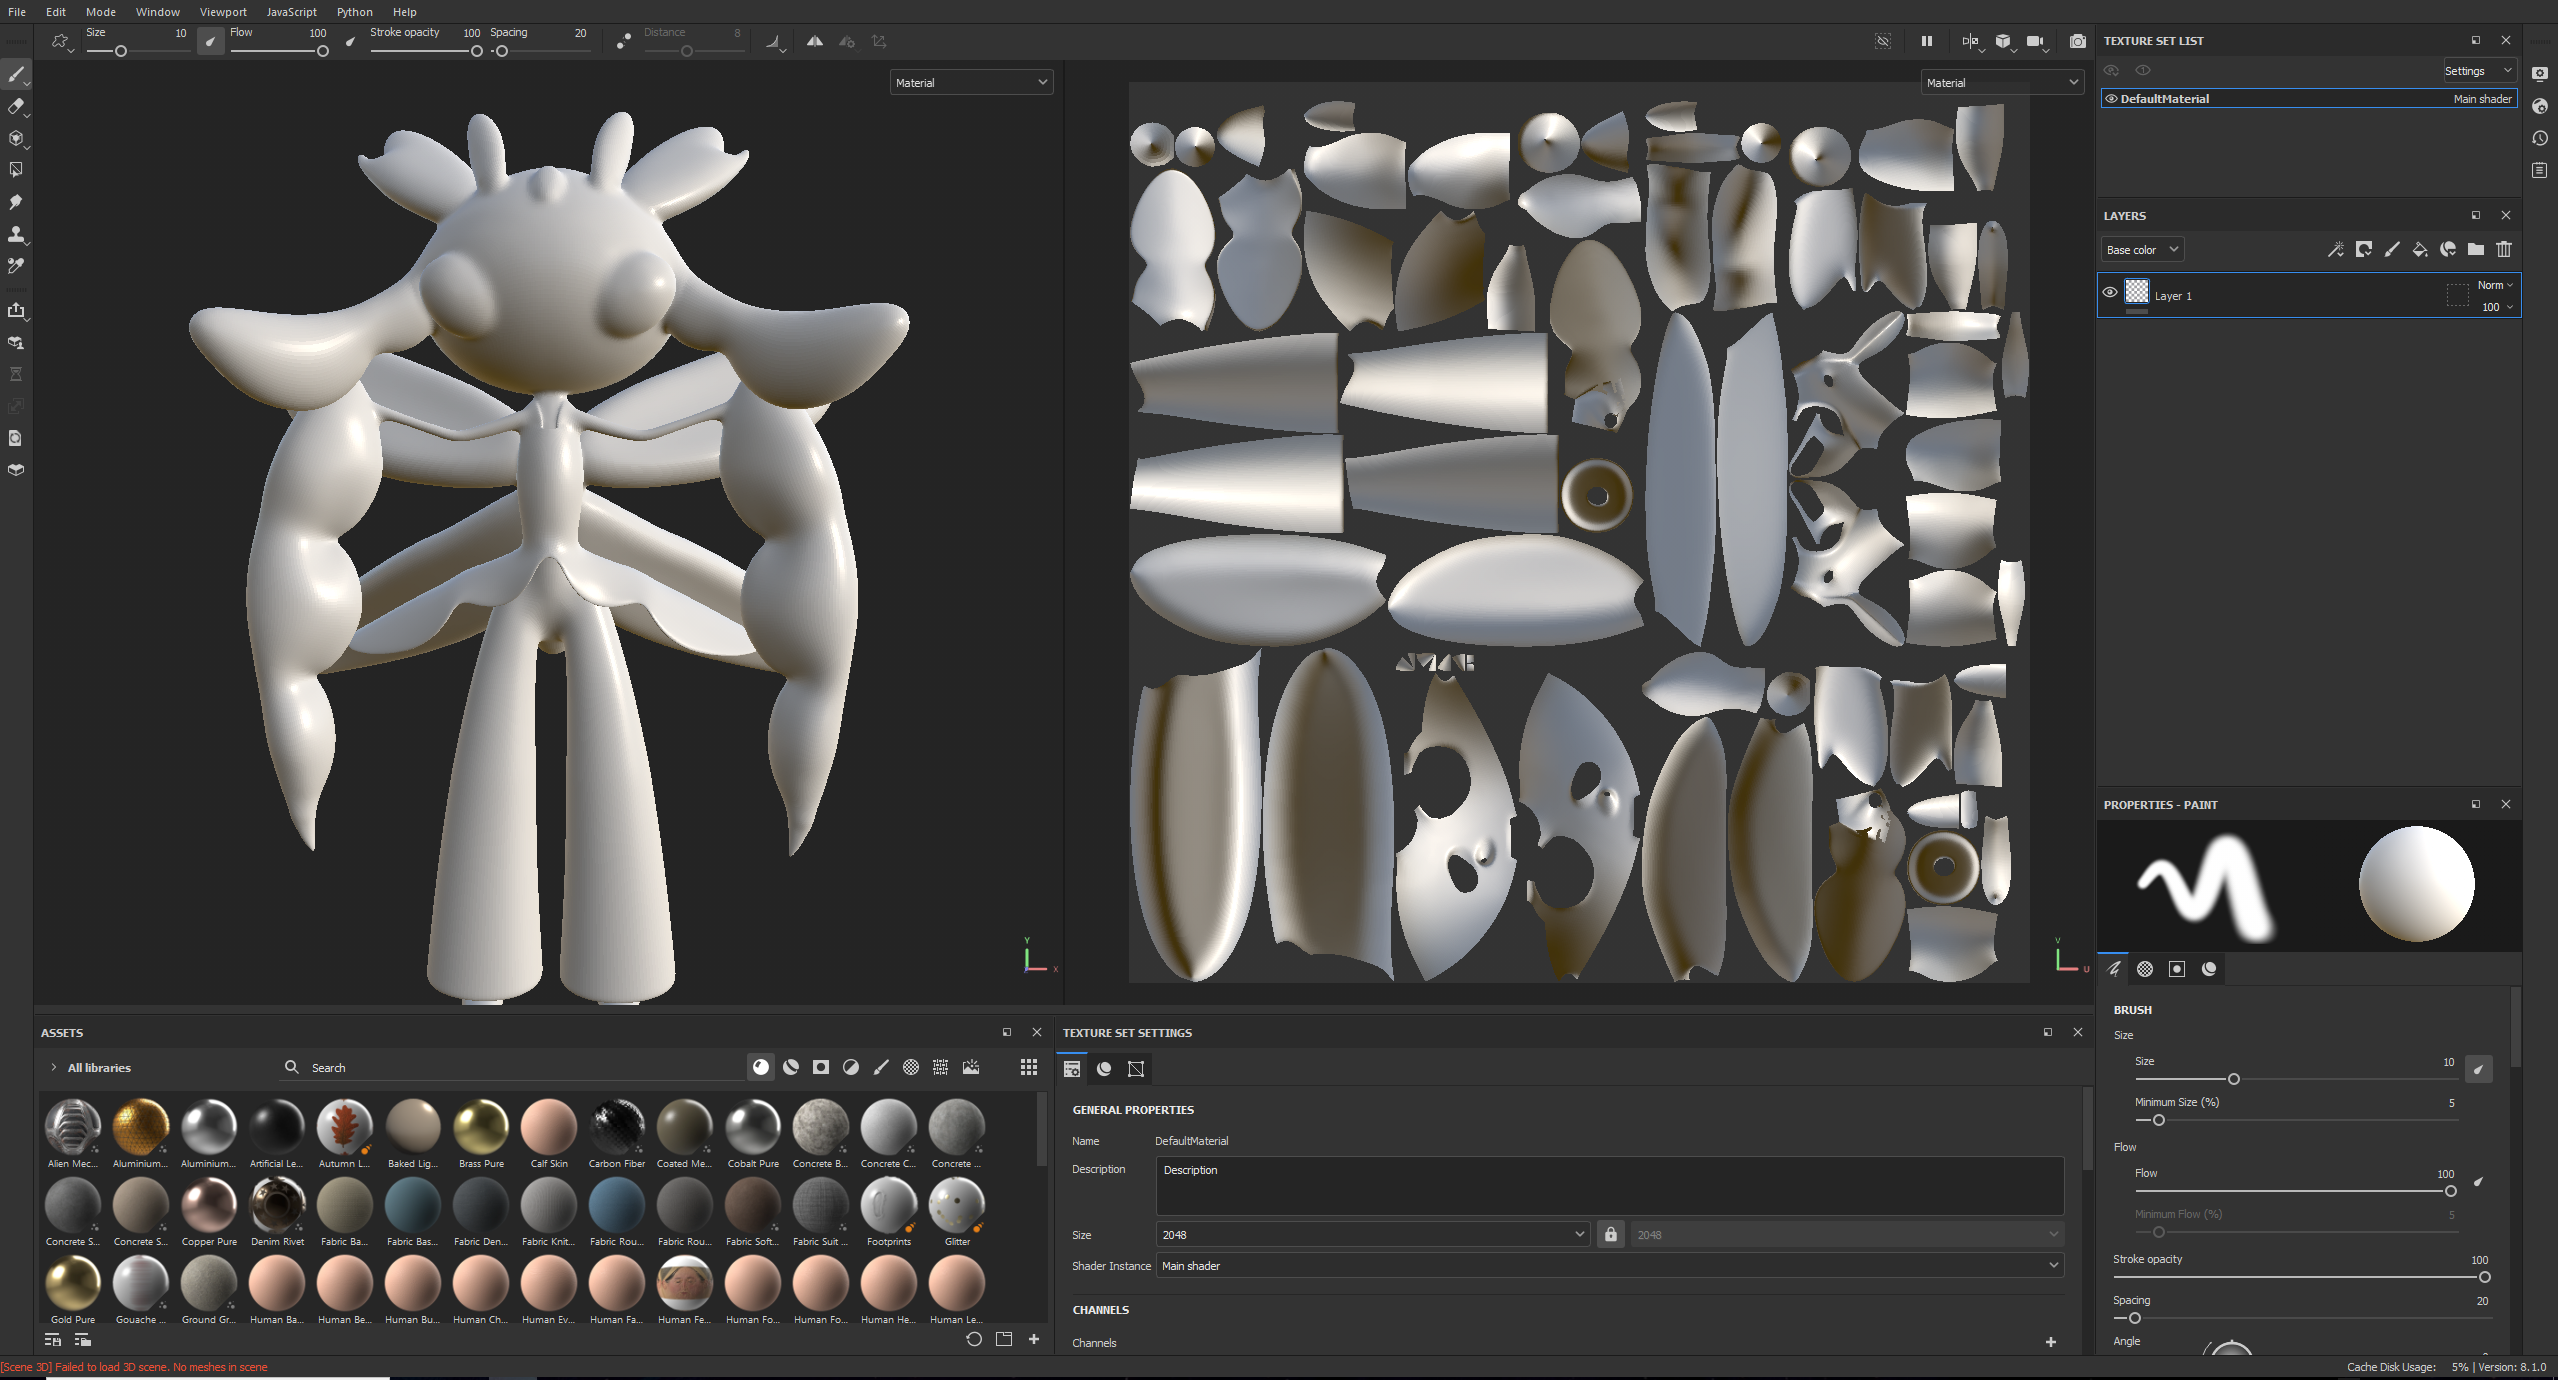 File Edit Mode Window Viewport JavaScript Python Help
Size 10 Flow 100 Stroke opacity 100 Spacing 20 Distance 8
Material
Material
Y
X
V
U
TEXTURE SET LIST
Settings
DefaultMaterial Main shader
LAYERS
Base color
Layer 1 Norm
100
PROPERTIES - PAINT
BRUSH
Size
Size 10
Minimum Size (%) 5
Flow
Flow 100
Minimum Flow (%) 5
Stroke opacity 100
Spacing 20
Angle
ASSETS
All libraries Search
Alien Mec... Aluminium... Aluminium... Artificial Le... Autumn L... Baked Lig... Brass Pure Calf Skin Carbon Fiber Coated Me... Cobalt Pure Concrete B... Concrete C... Concrete ...
Concrete S... Concrete S... Copper Pure Denim Rivet Fabric Ba... Fabric Bas... Fabric Den... Fabric Knit... Fabric Rou... Fabric Rou... Fabric Soft... Fabric Suit ... Footprints Glitter
Gold Pure Gouache ... Ground Gr... Human Ba... Human Be... Human Bu... Human Ch... Human Ev... Human Fa... Human Fe... Human Fo... Human Fo... Human He... Human Le...
TEXTURE SET SETTINGS
GENERAL PROPERTIES
Name DefaultMaterial
Description Description
Size 2048 2048
Shader Instance Main shader
CHANNELS
Channels
[Scene 3D] Failed to load 3D scene. No meshes in scene
Cache Disk Usage: 5% | Version: 8.1.0